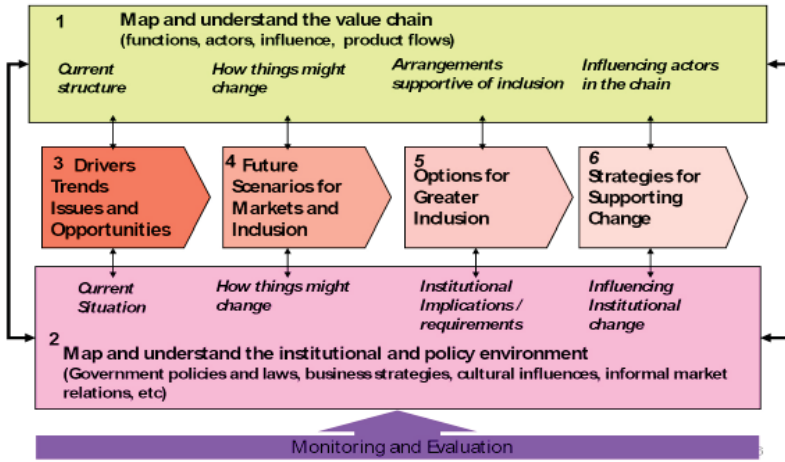 1 Map and understand the value chain
(functions, actors, influence, product flows)
Current
structure
How things might
change
Arrangements
supportive of inclusion
Influencing actors
in the chain
3 Drivers
Trends
Issues and
Opportunities
4 Future
Scenarios for
Markets and
Inclusion
5
Options for
Greater
Inclusion
6
Strategies for
Supporting
Change
Current
Situation
How things might
change
Institutional
Implications /
requirements
Influencing
Institutional
change
2
Map and understand the institutional and policy environment
(Government policies and laws, business strategies, cultural influences, informal market
relations, etc)
Monitoring and Evaluation